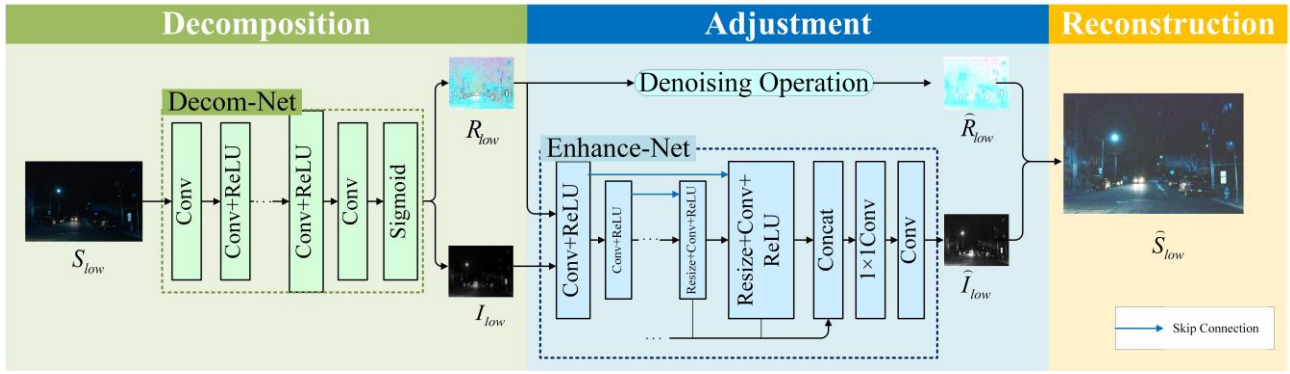 Decomposition
Adjustment
Reconstruction
Decom-Net
Conv
Conv+ReLU
Conv+ReLU
Conv
Sigmoid
S_low
R_low
I_low
Denoising Operation
Enhance-Net
Conv+ReLU
Conv+ReLU
Resize+Conv+ReLU
Resize+Conv+
ReLU
Concat
1×1Conv
Conv
R̂_low
Î_low
Ŝ_low
Skip Connection